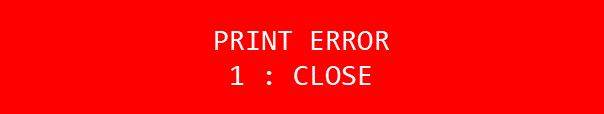 PRINT ERROR
1 : CLOSE